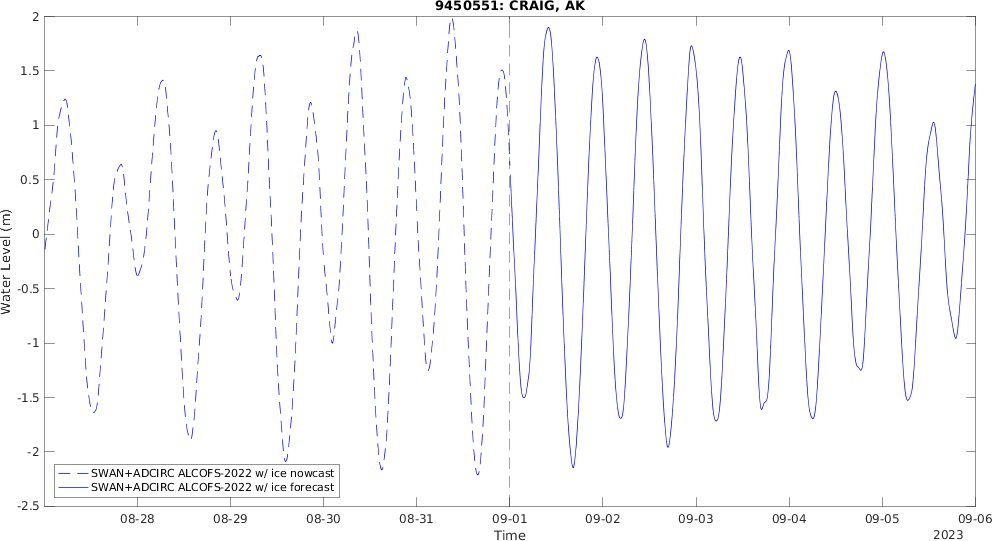 9450551: CRAIG, AK
2
1.5
1
0.5
0
-0.5
-1
-1.5
-2
-2.5
Water Level (m)
SWAN+ADCIRC ALCOFS-2022 w/ ice nowcast
SWAN+ADCIRC ALCOFS-2022 w/ ice forecast
08-28 08-29 08-30 08-31 09-01 09-02 09-03 09-04 09-05 09-06
Time
2023